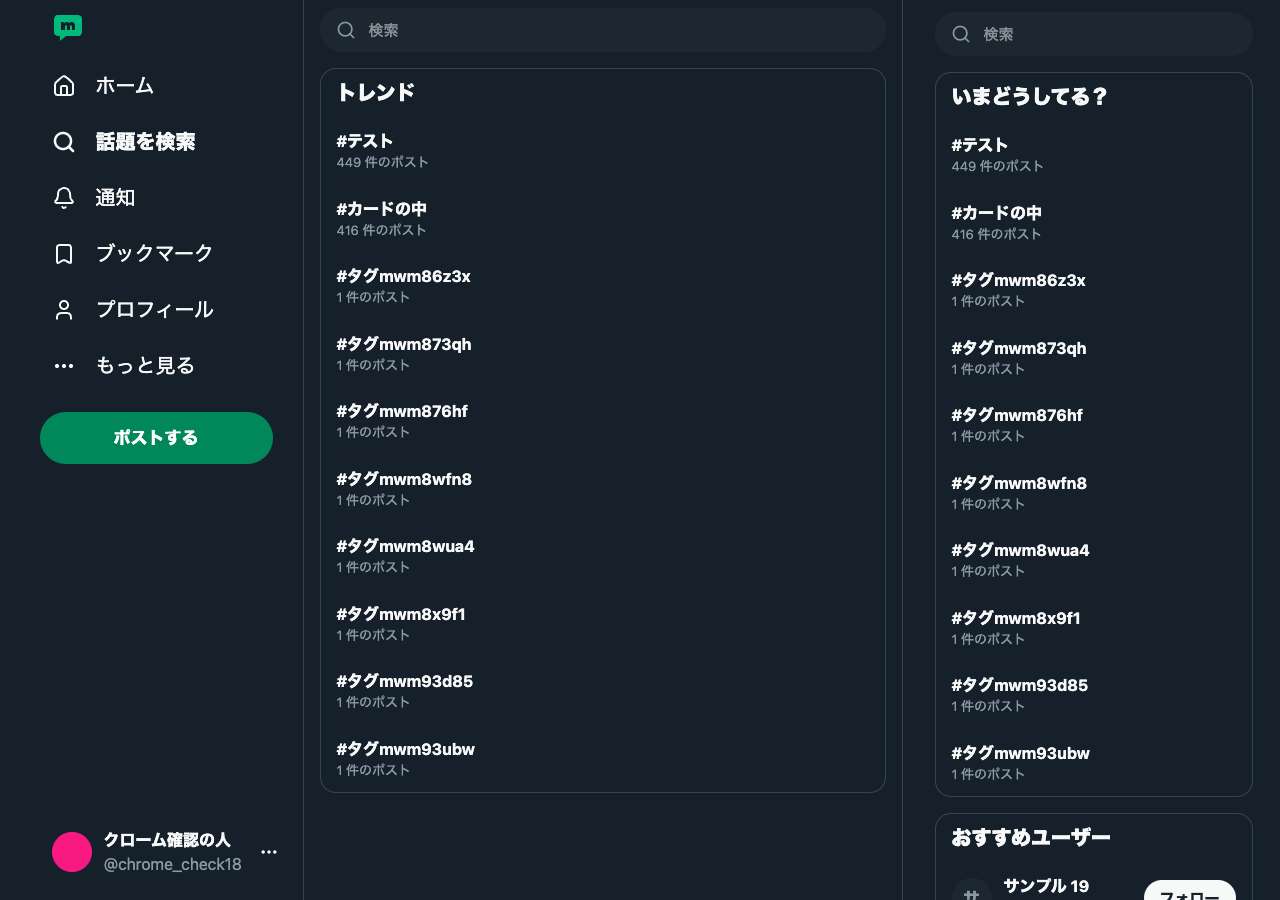 m
ホーム
話題を検索
通知
ブックマーク
プロフィール
もっと見る
ポストする
クローム確認の人
@chrome_check18
検索
トレンド
#テスト
449 件のポスト
#カードの中
416 件のポスト
#タグmwm86z3x
1 件のポスト
#タグmwm873qh
1 件のポスト
#タグmwm876hf
1 件のポスト
#タグmwm8wfn8
1 件のポスト
#タグmwm8wua4
1 件のポスト
#タグmwm8x9f1
1 件のポスト
#タグmwm93d85
1 件のポスト
#タグmwm93ubw
1 件のポスト
検索
いまどうしてる？
#テスト
449 件のポスト
#カードの中
416 件のポスト
#タグmwm86z3x
1 件のポスト
#タグmwm873qh
1 件のポスト
#タグmwm876hf
1 件のポスト
#タグmwm8wfn8
1 件のポスト
#タグmwm8wua4
1 件のポスト
#タグmwm8x9f1
1 件のポスト
#タグmwm93d85
1 件のポスト
#タグmwm93ubw
1 件のポスト
おすすめユーザー
サンプル 19
フォロー